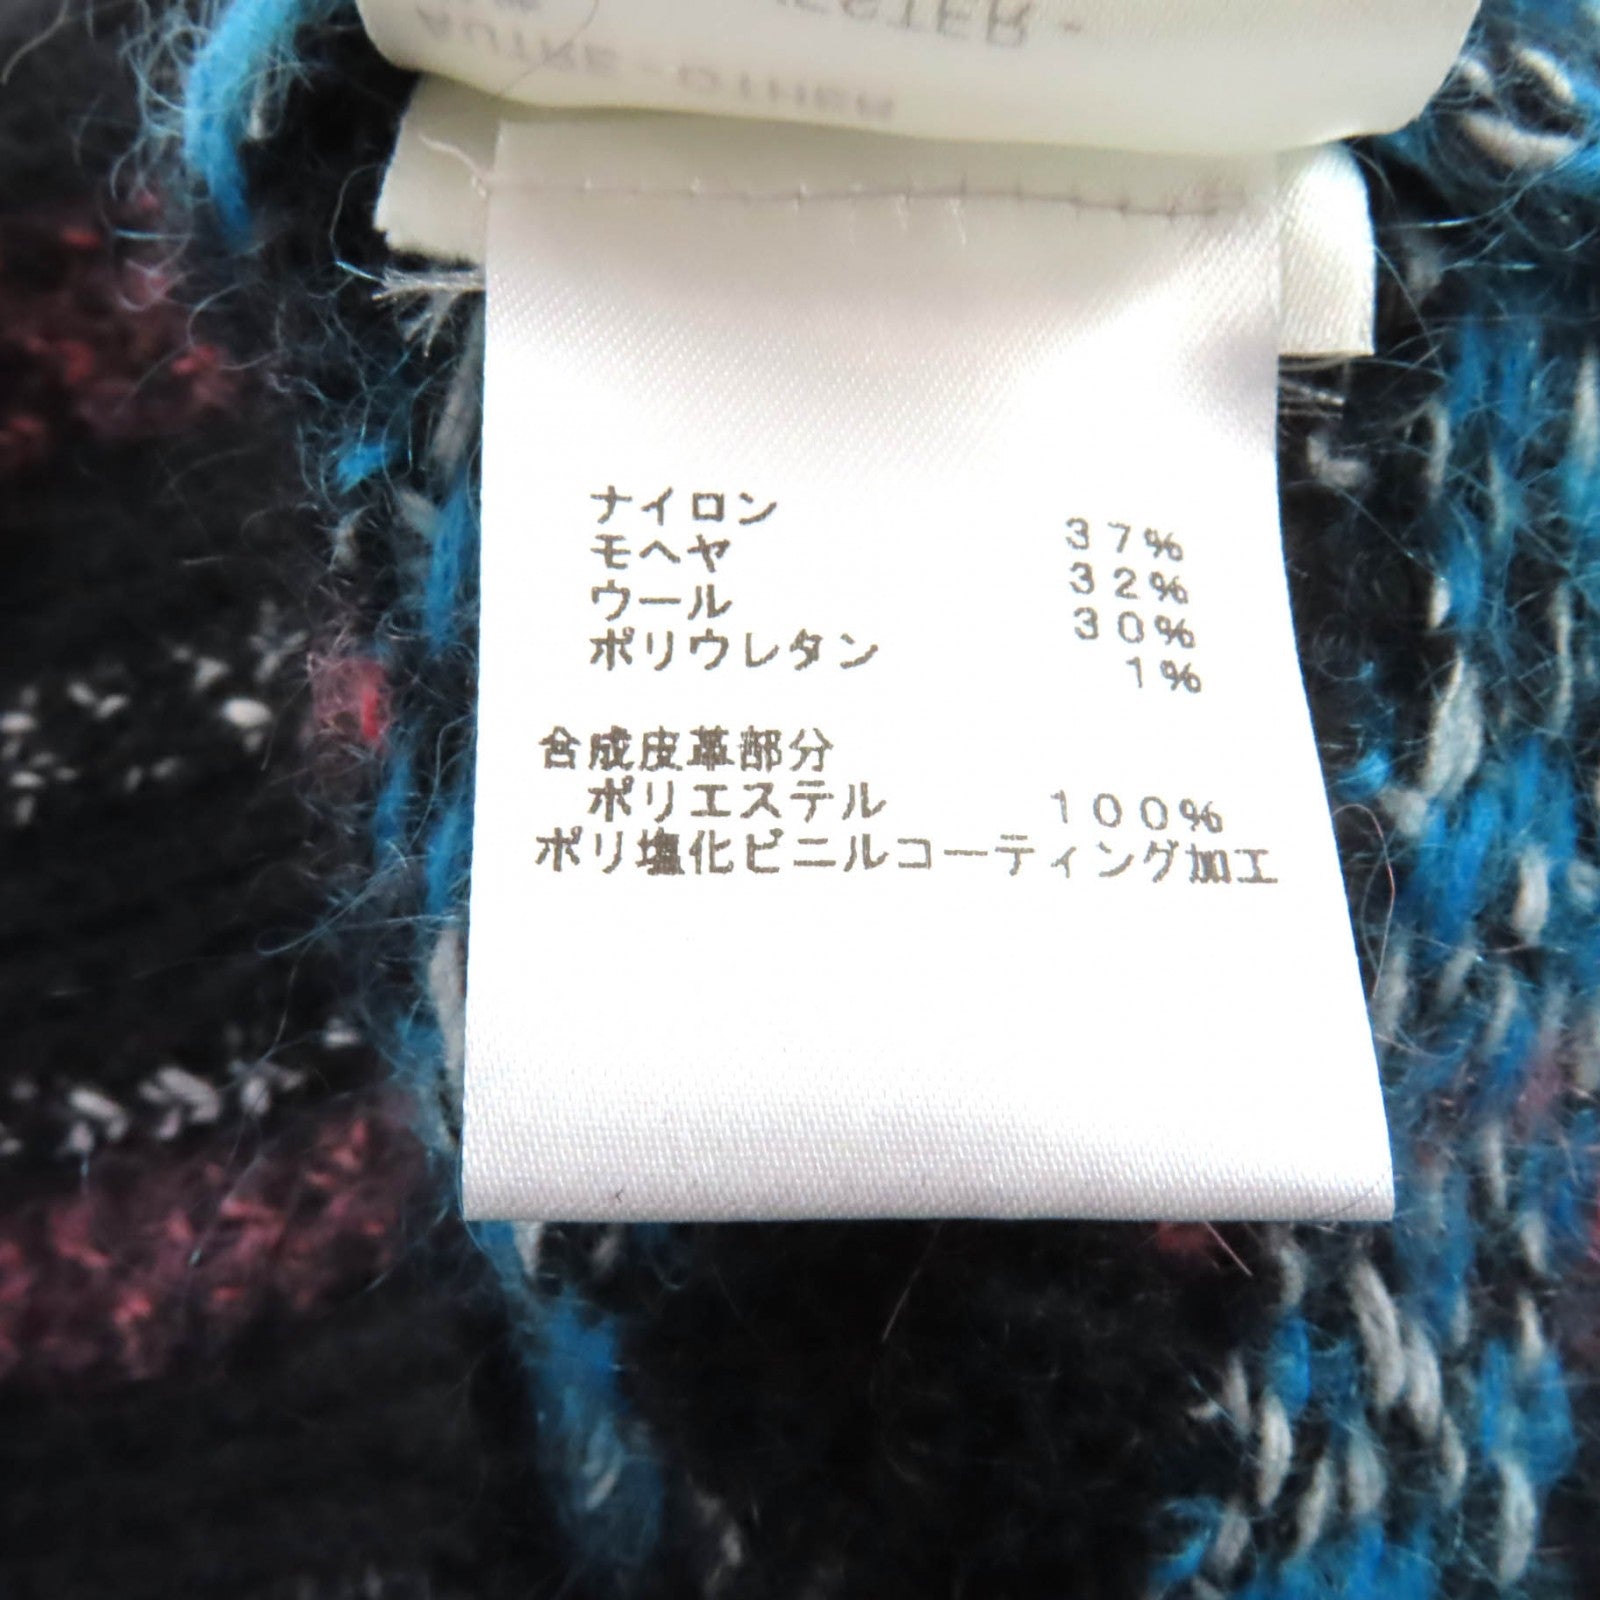 AUTRE-OTHER
ナイロン 37%
モヘヤ 32%
ウール 30%
ポリウレタン 1%
合成皮革部分
ポリエステル 100%
ポリ塩化ビニルコーティング加工